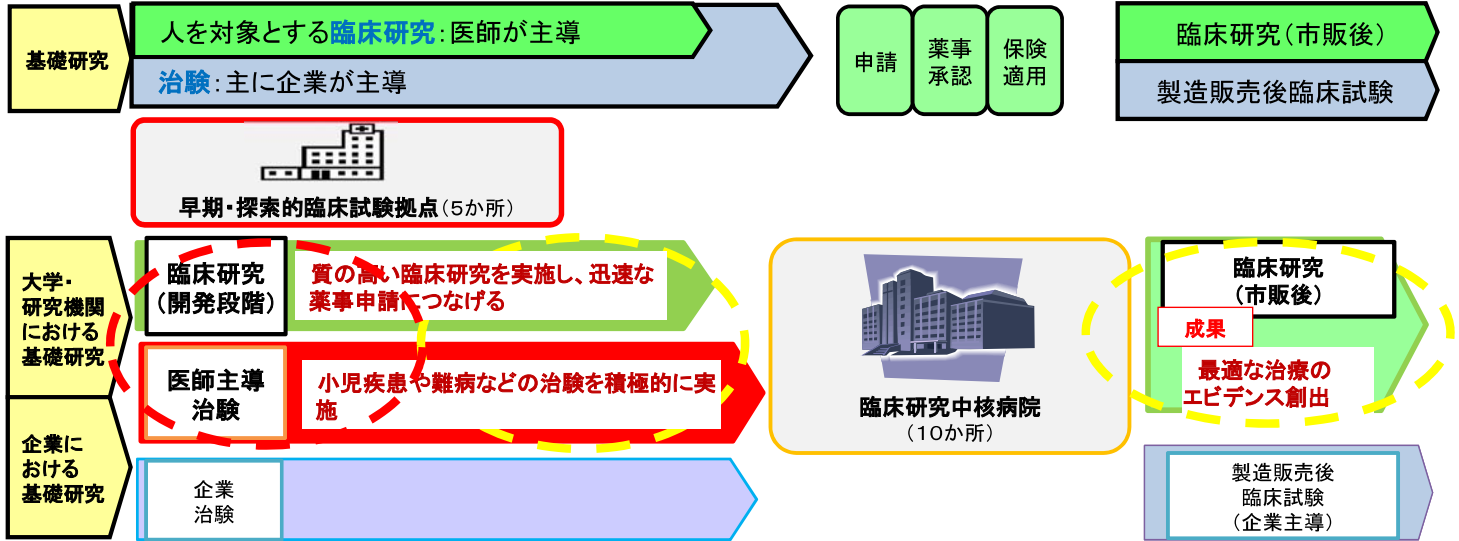 基礎研究
人を対象とする臨床研究：医師が主導
治験：主に企業が主導
申請
薬事
承認
保険
適用
臨床研究（市販後）
製造販売後臨床試験
早期・探索的臨床試験拠点（５か所）
大学・
研究機関
における
基礎研究
企業に
おける
基礎研究
臨床研究
（開発段階）
質の高い臨床研究を実施し、迅速な
薬事申請につなげる
医師主導
治験
小児疾患や難病などの治験を積極的に実
施
企業
治験
臨床研究中核病院
（１０か所）
臨床研究
（市販後）
成果
最適な治療の
エビデンス創出
製造販売後
臨床試験
（企業主導）